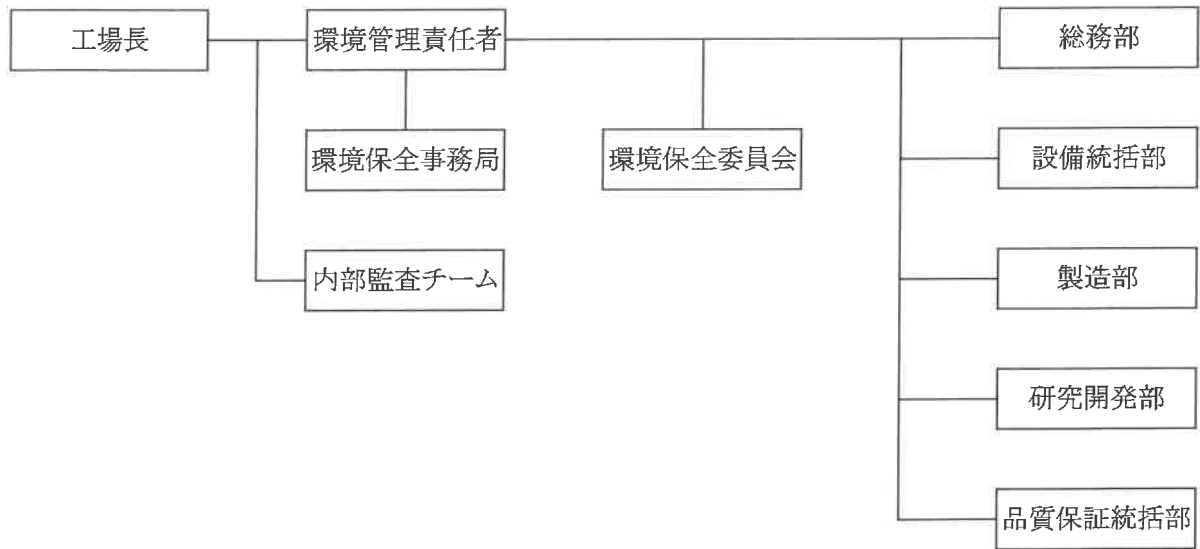 工場長
環境管理責任者
総務部
環境保全事務局
環境保全委員会
設備統括部
内部監査チーム
製造部
研究開発部
品質保証統括部